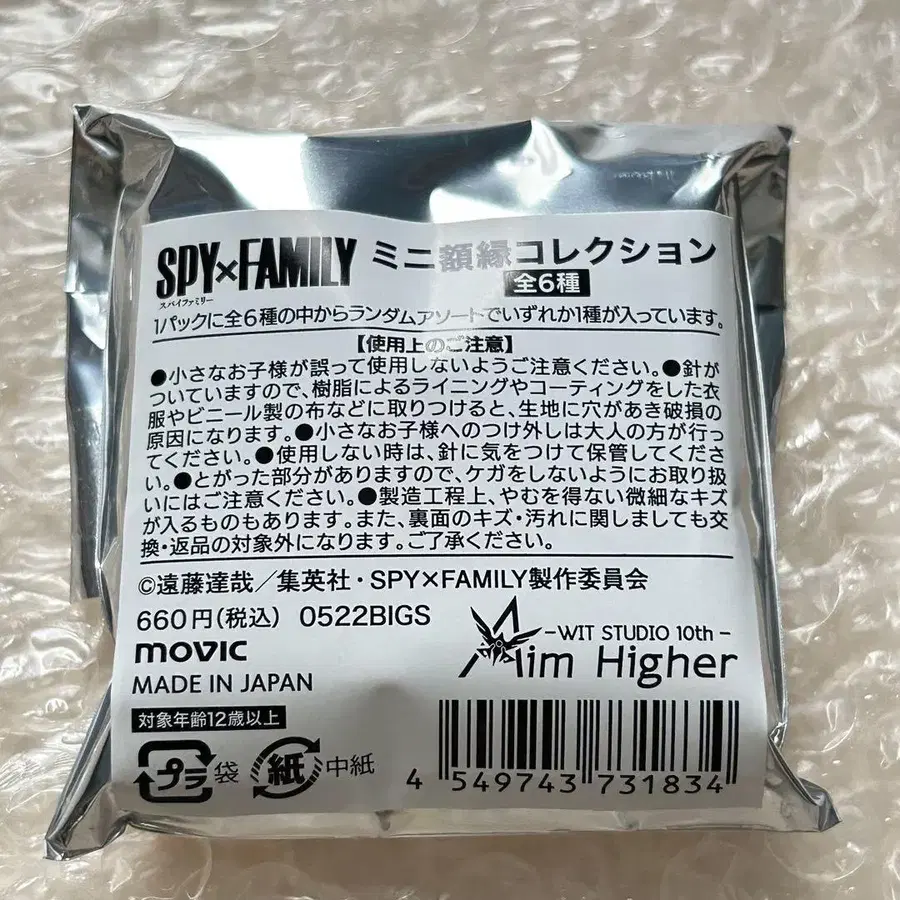 SPY×FAMILY ミニ額縁コレクション
スパイファミリー
全6種
1パックに全6種の中からランダムアソートでいずれか1種が入っています。
【使用上のご注意】
●小さなお子様が誤って使用しないようご注意ください。●針が
ついていますので、樹脂によるライニングやコーティングをした衣
服やビニール製の布などに取りつけると、生地に穴があき破損の
原因になります。●小さなお子様へのつけ外しは大人の方が行っ
てください。●使用しない時は、針に気をつけて保管してくださ
い。●とがった部分がありますので、ケガをしないようにお取り扱
いにはご注意ください。●製造工程上、やむを得ない微細なキズ
が入るものもあります。また、裏面のキズ・汚れに関しましても交
換・返品の対象外になります。ご了承ください。
©遠藤達哉／集英社・SPY×FAMILY製作委員会
660円(税込) 0522BIGS
movic
MADE IN JAPAN
-WIT STUDIO 10th-
Aim Higher
対象年齢12歳以上
プラ 袋 紙 中紙
4 549743 731834